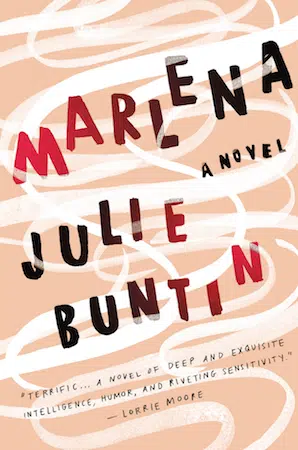 MARLENA
A NOVEL
JULIE
BUNTIN
"TERRIFIC... A NOVEL OF DEEP AND EXQUISITE
INTELLIGENCE, HUMOR, AND RIVETING SENSITIVITY."
— LORRIE MOORE